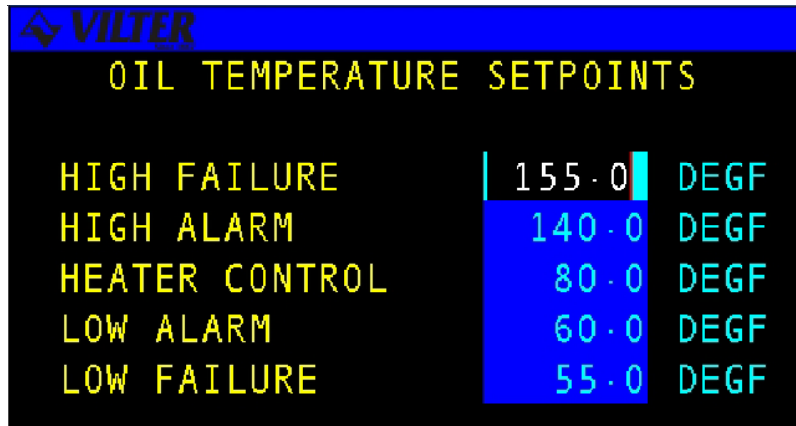 VILTER
OIL TEMPERATURE SETPOINTS
HIGH FAILURE 155.0 DEGF
HIGH ALARM 140.0 DEGF
HEATER CONTROL 80.0 DEGF
LOW ALARM 60.0 DEGF
LOW FAILURE 55.0 DEGF